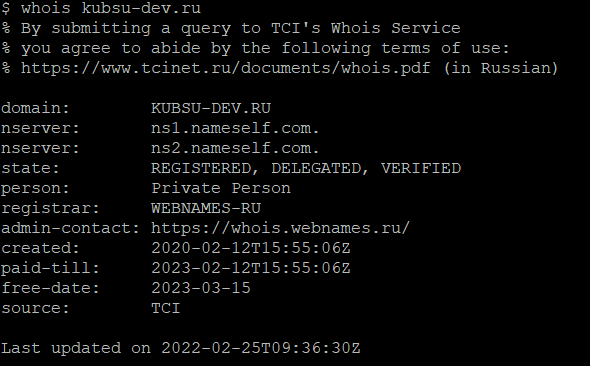 $ whois kubsu-dev.ru
% By submitting a query to TCI's Whois Service
% you agree to abide by the following terms of use:
% https://www.tcinet.ru/documents/whois.pdf (in Russian)

domain:        KUBSU-DEV.RU
nserver:       ns1.nameself.com.
nserver:       ns2.nameself.com.
state:         REGISTERED, DELEGATED, VERIFIED
person:        Private Person
registrar:     WEBNAMES-RU
admin-contact: https://whois.webnames.ru/
created:       2020-02-12T15:55:06Z
paid-till:     2023-02-12T15:55:06Z
free-date:     2023-03-15
source:        TCI

Last updated on 2022-02-25T09:36:30Z